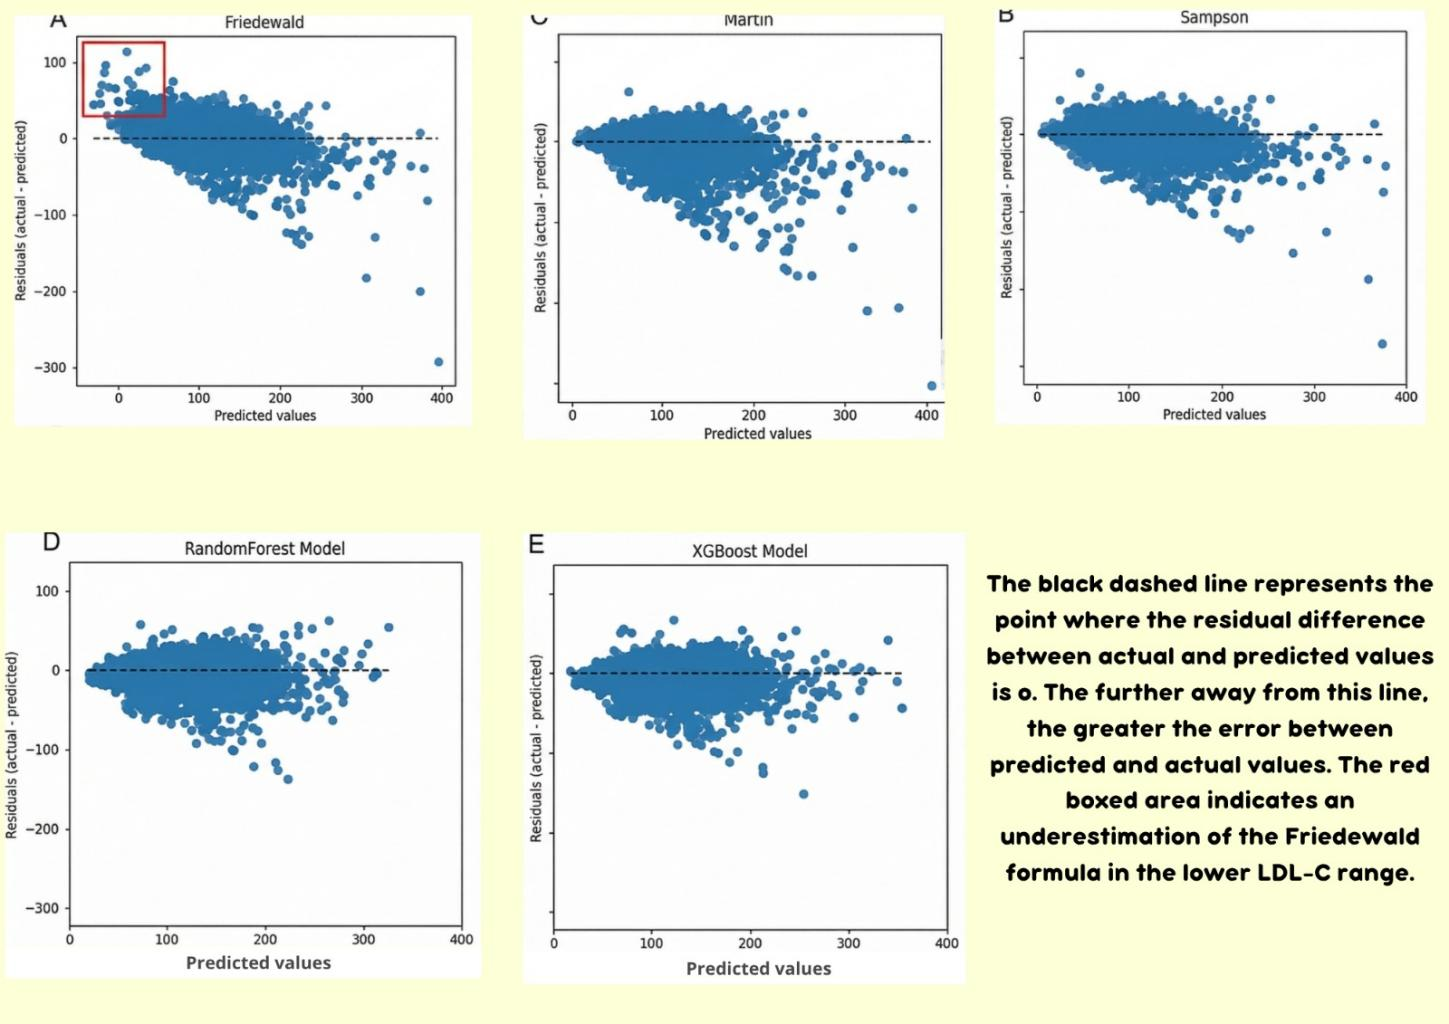 A
Friedewald
100
0
−100
−200
−300
Residuals (actual - predicted)
0 100 200 300 400
Predicted values
C
Martin
Residuals (actual - predicted)
0 100 200 300 400
Predicted values
B
Sampson
Residuals (actual - predicted)
0 100 200 300 400
Predicted values
D
RandomForest Model
100
0
−100
−200
−300
Residuals (actual - predicted)
0 100 200 300 400
Predicted values
E
XGBoost Model
Residuals (actual - predicted)
0 100 200 300 400
Predicted values
The black dashed line represents the
point where the residual difference
between actual and predicted values
is 0. The further away from this line,
the greater the error between
predicted and actual values. The red
boxed area indicates an
underestimation of the Friedewald
formula in the lower LDL-C range.